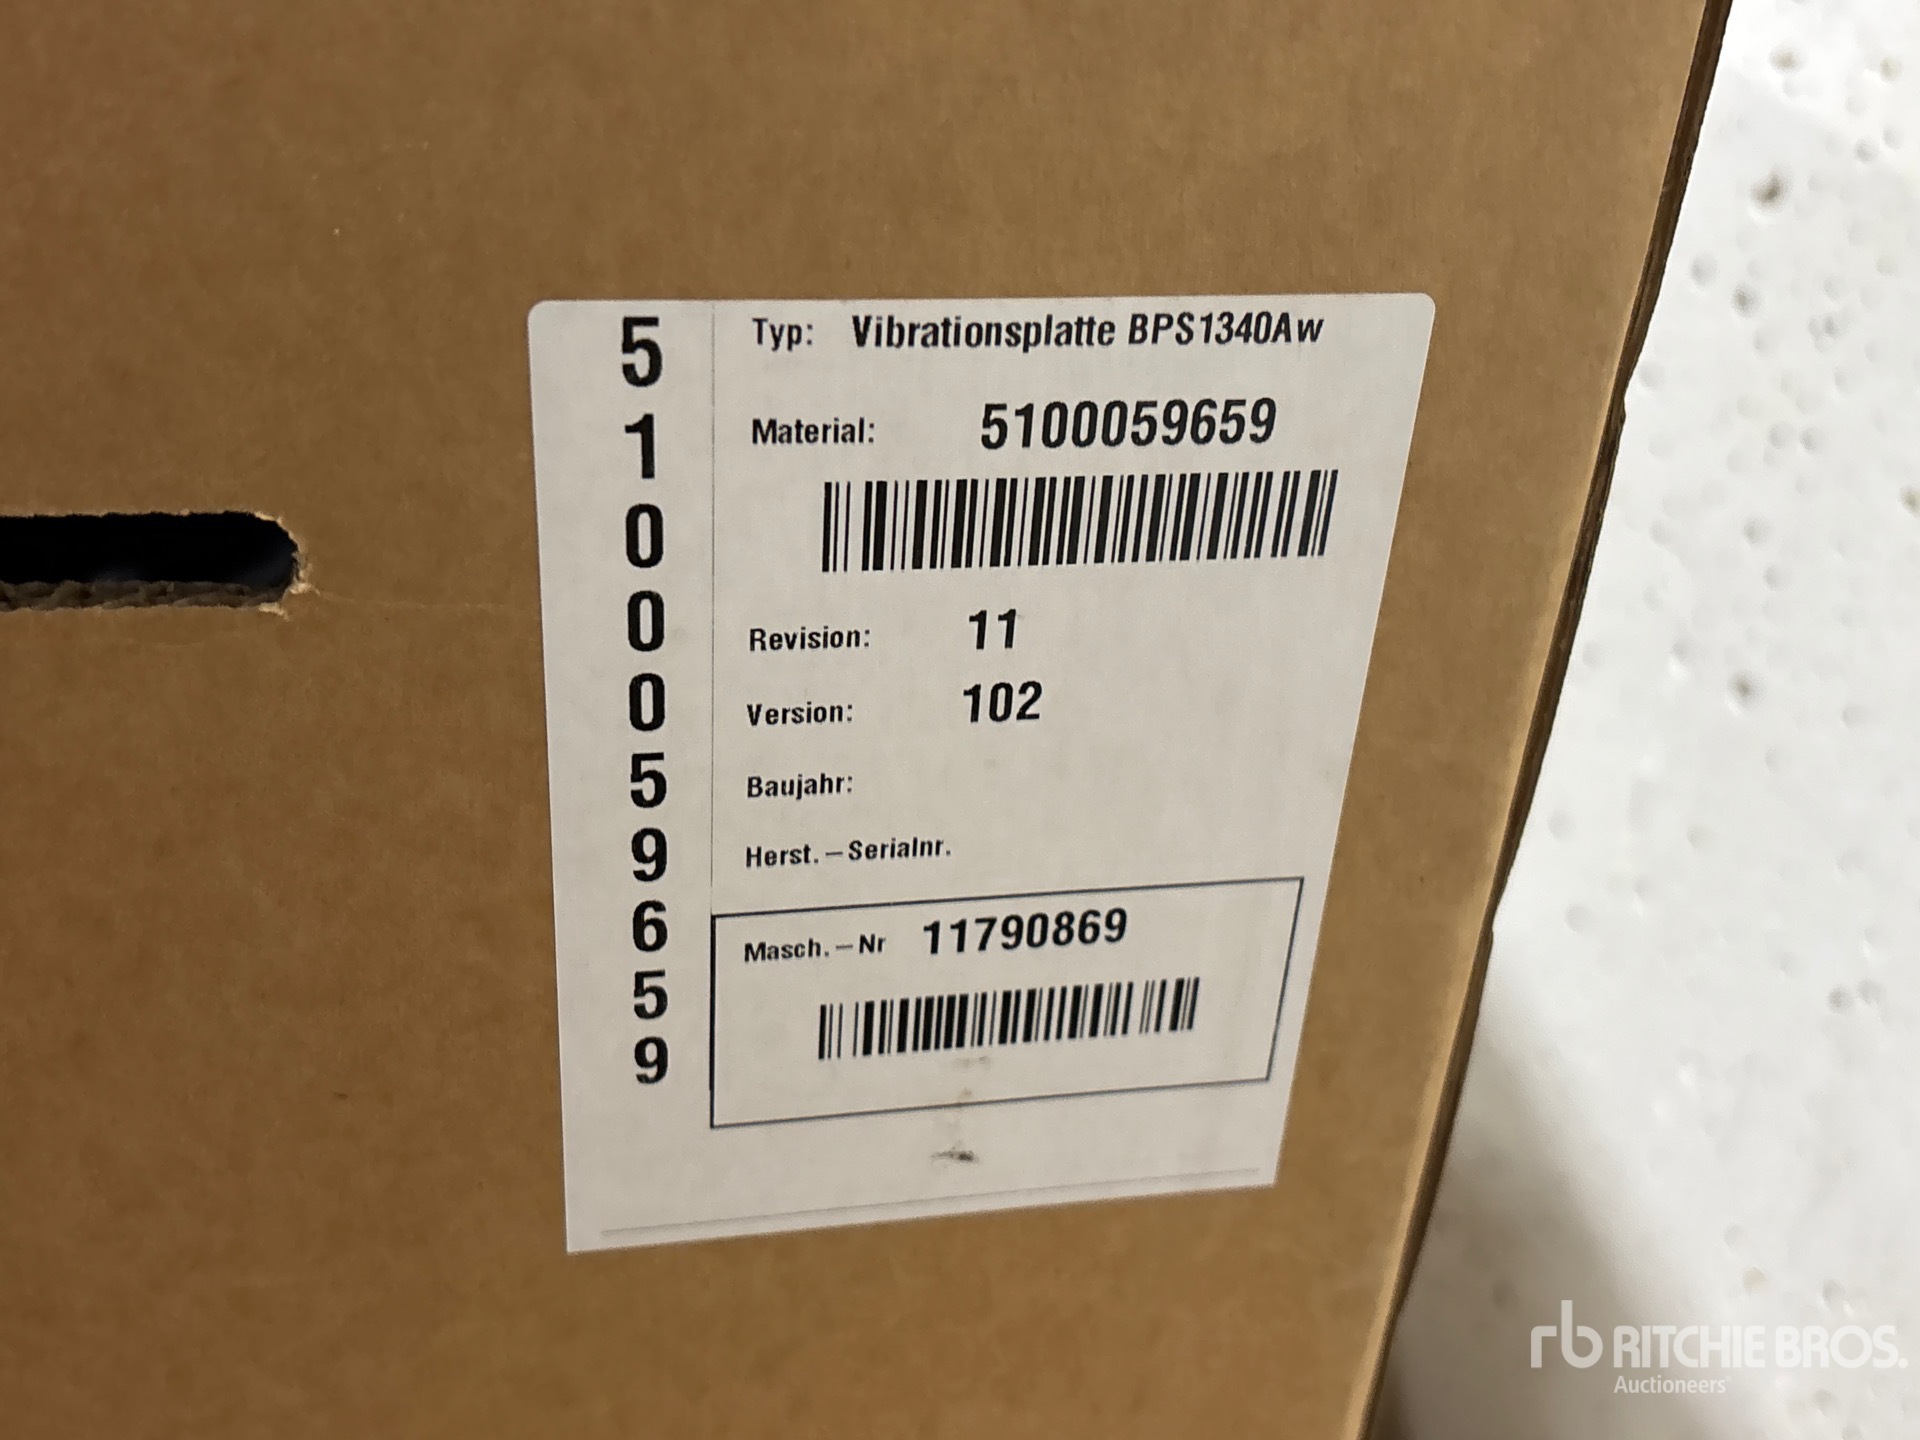 5100059659
Typ: Vibrationsplatte BPS1340Aw
Material: 5100059659
Revision: 11
Version: 102
Baujahr:
Herst.-Serialnr.
Masch.-Nr 11790869
rb RITCHIE BROS.
Auctioneers